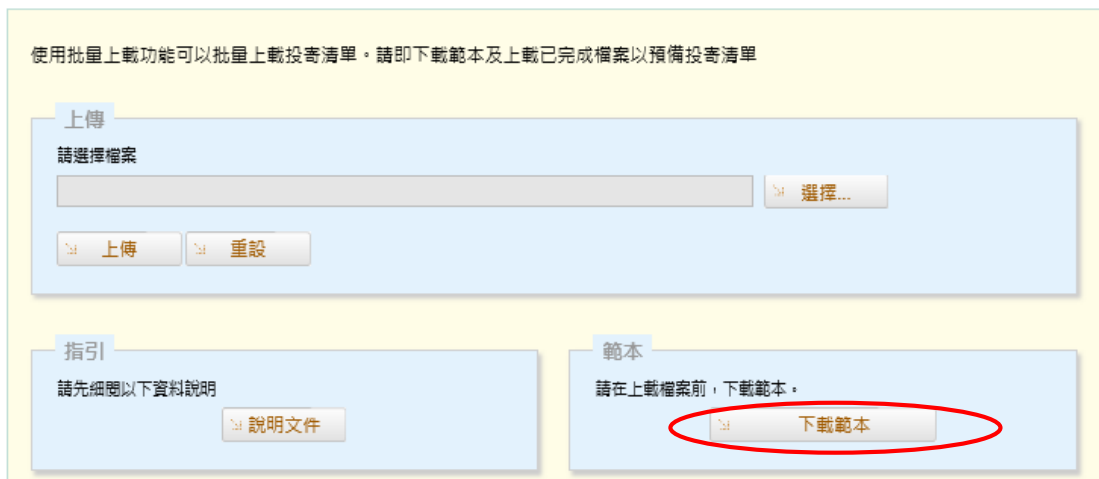 使用批量上載功能可以批量上載投寄清單。請即下載範本及上載已完成檔案以預備投寄清單
上傳
請選擇檔案
選擇...
上傳
重設
指引
請先細閱以下資料說明
說明文件
範本
請在上載檔案前，下載範本。
下載範本